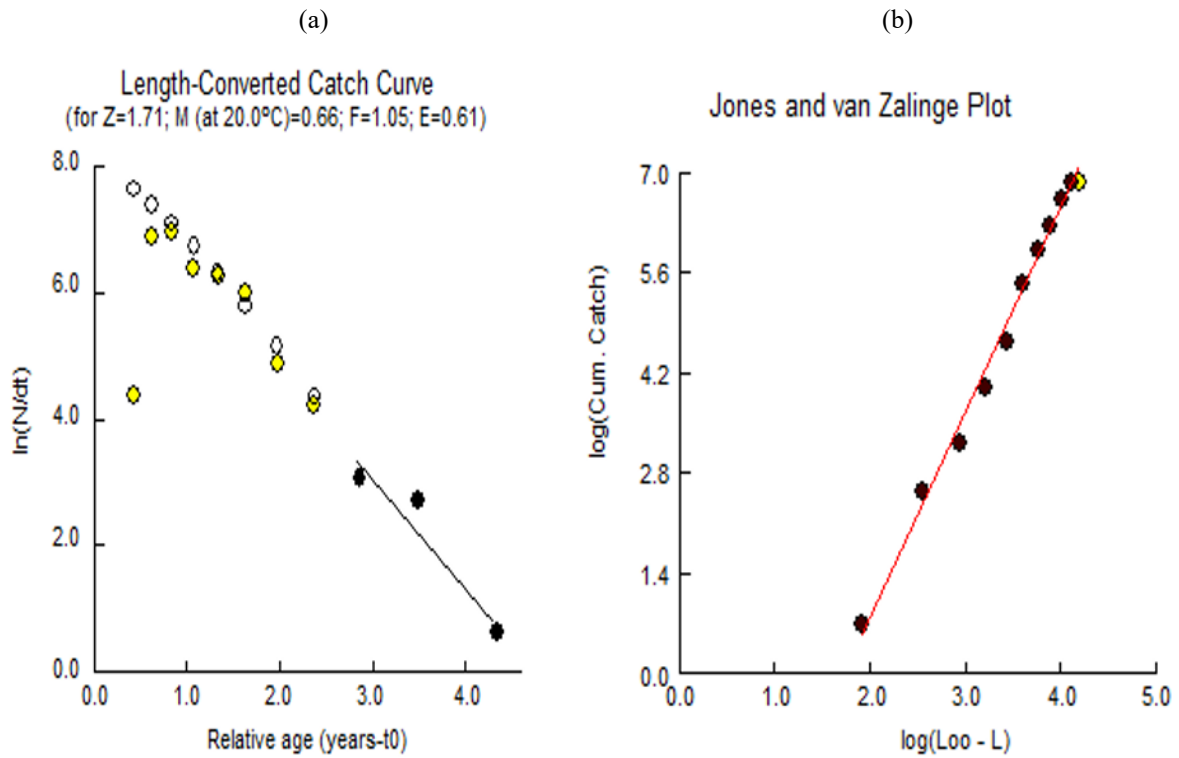 (a)
Length-Converted Catch Curve
(for Z=1.71; M (at 20.0ºC)=0.66; F=1.05; E=0.61)
8.0
6.0
4.0
2.0
0.0
ln(N/dt)
0.0 1.0 2.0 3.0 4.0
Relative age (years-t0)
(b)
Jones and van Zalinge Plot
7.0
5.6
4.2
2.8
1.4
0.0
log(Cum. Catch)
0.0 1.0 2.0 3.0 4.0 5.0
log(Loo - L)